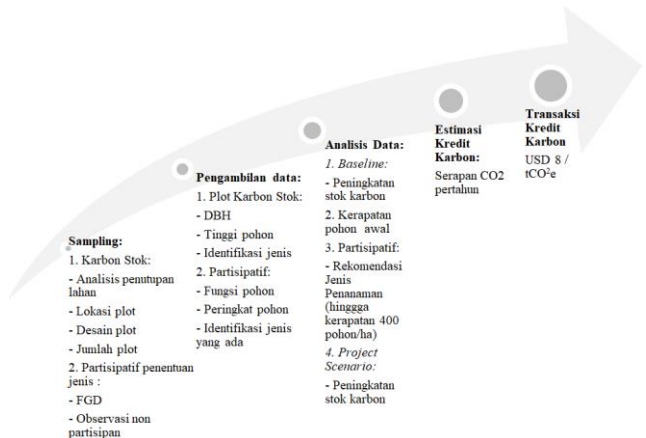 Sampling:
1. Karbon Stok:
- Analisis penutupan
lahan
- Lokasi plot
- Desain plot
- Jumlah plot
2. Partisipatif penentuan
jenis :
- FGD
- Observasi non
partisipan
Pengambilan data:
1. Plot Karbon Stok:
- DBH
- Tinggi pohon
- Identifikasi jenis
2. Partisipatif:
- Fungsi pohon
- Peringkat pohon
- Identifikasi jenis
yang ada
Analisis Data:
1. Baseline:
- Peningkatan
stok karbon
2. Kerapatan
pohon awal
3. Partisipatif:
- Rekomendasi
Jenis
Penanaman
(hinggga
kerapatan 400
pohon/ha)
4. Project
Scenario:
- Peningkatan
stok karbon
Estimasi
Kredit
Karbon:
Serapan CO2
pertahun
Transaksi
Kredit
Karbon
USD 8 /
tCO²e